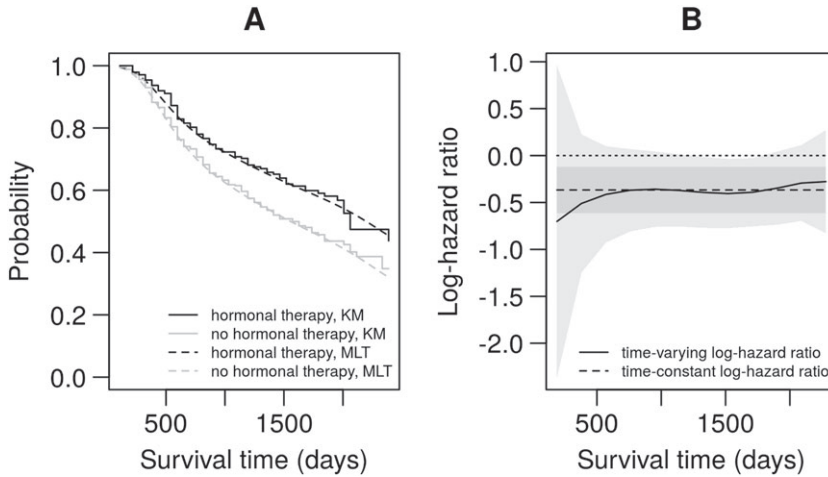 A
Probability
1.0
0.8
0.6
0.4
0.2
0.0
hormonal therapy, KM
no hormonal therapy, KM
hormonal therapy, MLT
no hormonal therapy, MLT
500
1500
Survival time (days)
B
Log-hazard ratio
1.0
0.5
0.0
-0.5
-1.0
-1.5
-2.0
time-varying log-hazard ratio
time-constant log-hazard ratio
500
1500
Survival time (days)